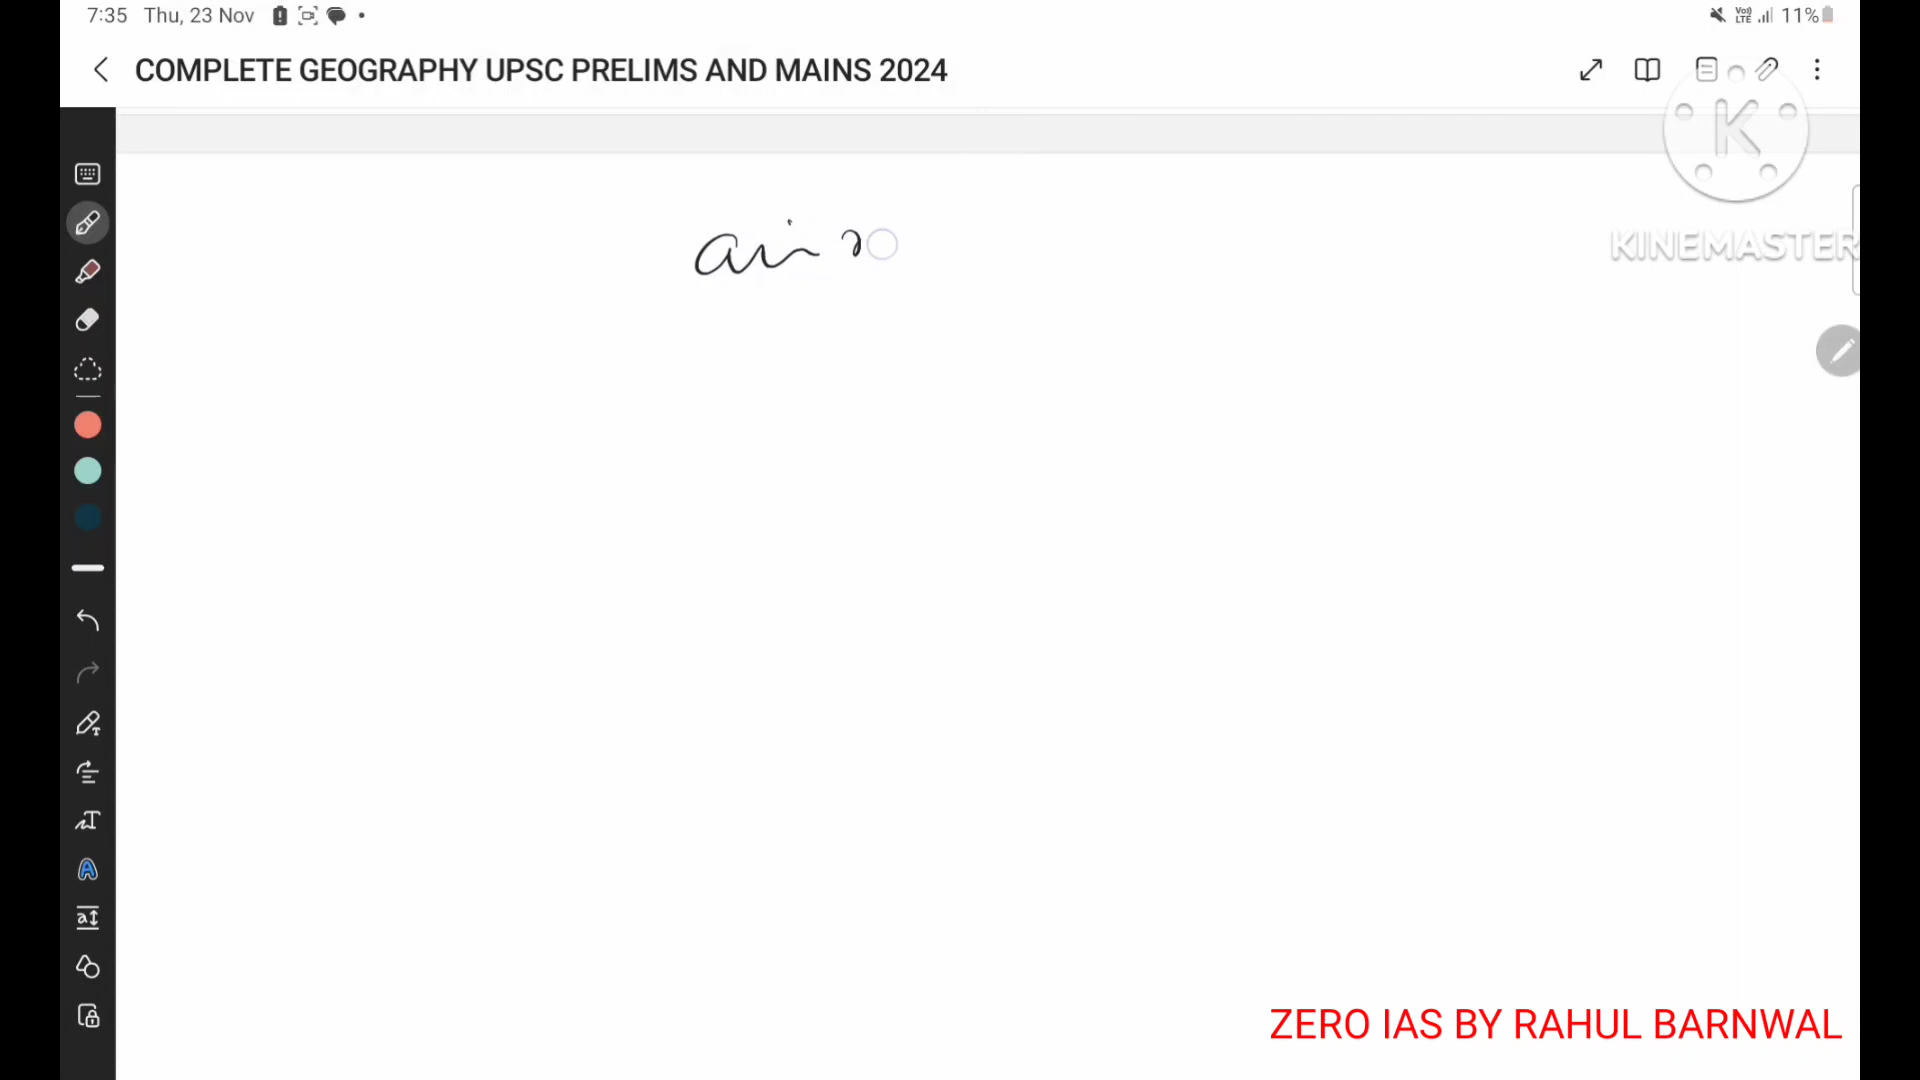 7:35 Thu, 23 Nov 11%
COMPLETE GEOGRAPHY UPSC PRELIMS AND MAINS 2024
K
KINEMASTER
air
ZERO IAS BY RAHUL BARNWAL